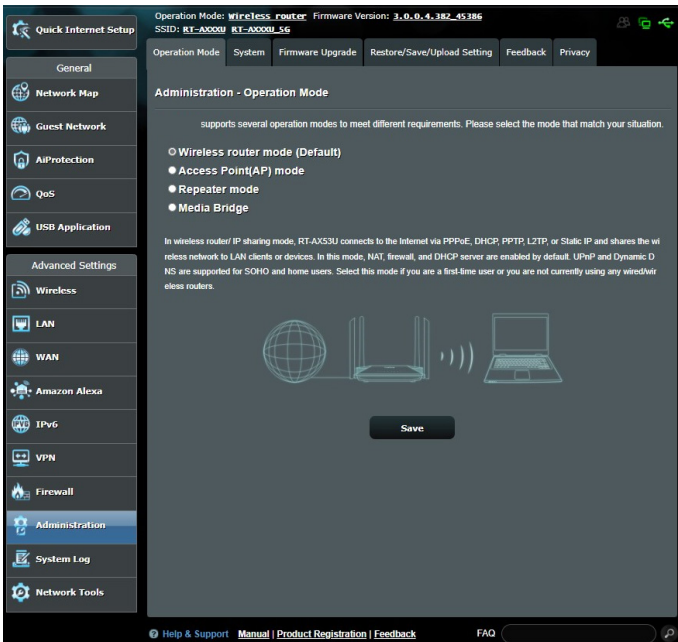 Operation Mode: Wireless router Firmware Version: 3.0.0.4.382_45386
SSID: RT-AXXXU RT-AXXXU_5G
Quick Internet Setup
Operation Mode System Firmware Upgrade Restore/Save/Upload Setting Feedback Privacy
General
Network Map
Guest Network
AiProtection
QoS
USB Application
Advanced Settings
Wireless
LAN
WAN
Amazon Alexa
IPv6
VPN
Firewall
Administration
System Log
Network Tools
Administration - Operation Mode
supports several operation modes to meet different requirements. Please select the mode that match your situation.
Wireless router mode (Default)
Access Point(AP) mode
Repeater mode
Media Bridge
In wireless router/ IP sharing mode, RT-AX53U connects to the Internet via PPPoE, DHCP, PPTP, L2TP, or Static IP and shares the wi
reless network to LAN clients or devices. In this mode, NAT, firewall, and DHCP server are enabled by default. UPnP and Dynamic D
NS are supported for SOHO and home users. Select this mode if you are a first-time user or you are not currently using any wired/wir
eless routers.
Save
Help & Support Manual | Product Registration | Feedback FAQ